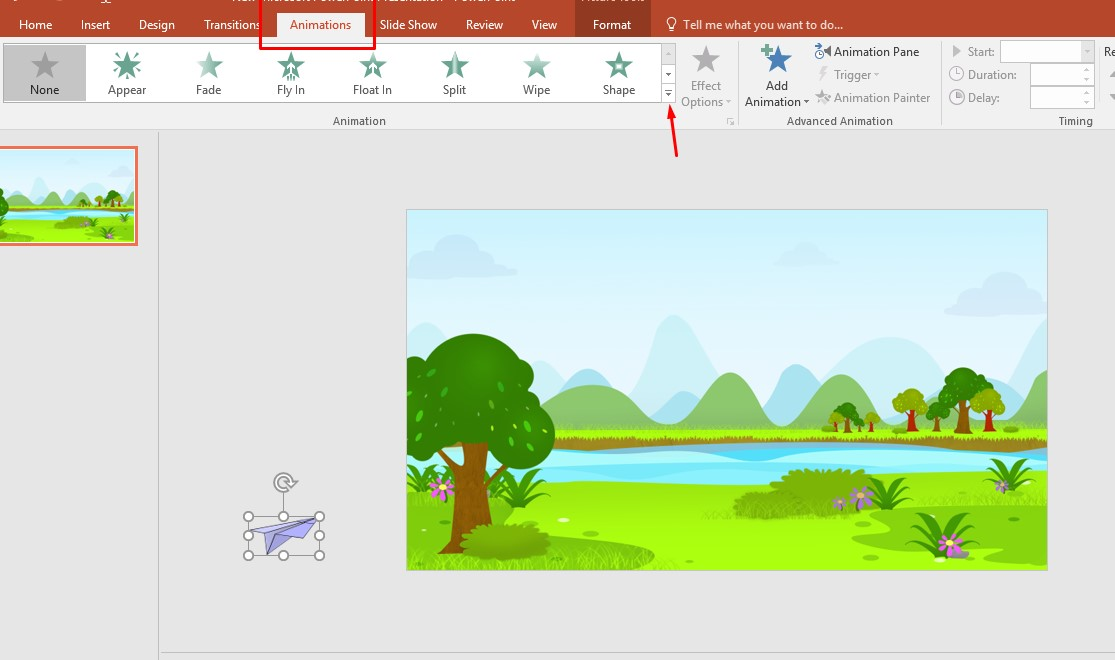 Home Insert Design Transitions Animations Slide Show Review View Format Tell me what you want to do...
None Appear Fade Fly In Float In Split Wipe Shape
Effect
Options
Add
Animation
Animation Pane
Trigger
Animation Painter
Start:
Duration:
Delay:
Re
Animation
Advanced Animation
Timing